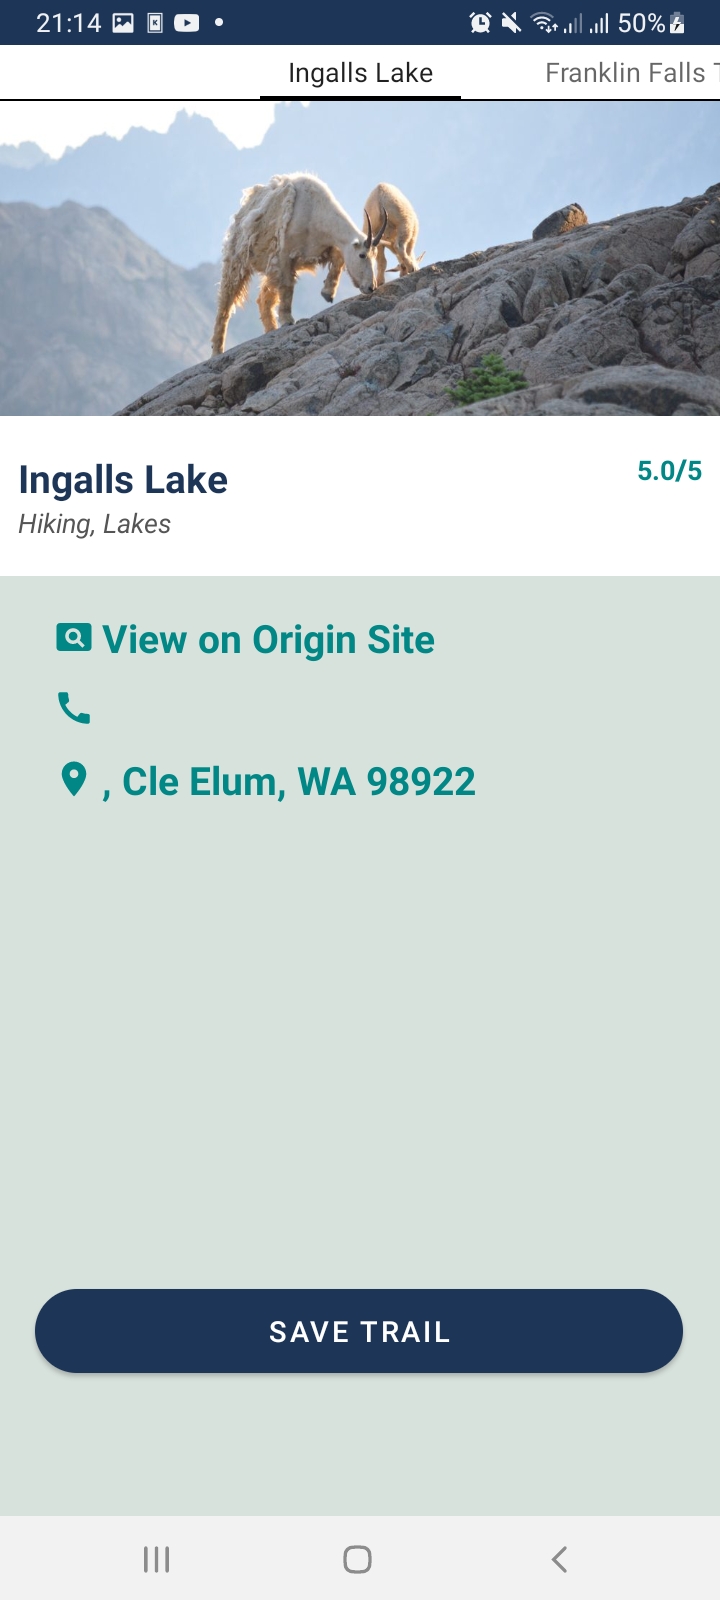 21:14
50%
Ingalls Lake
Franklin Falls T
Ingalls Lake
5.0/5
Hiking, Lakes
View on Origin Site
, Cle Elum, WA 98922
SAVE TRAIL